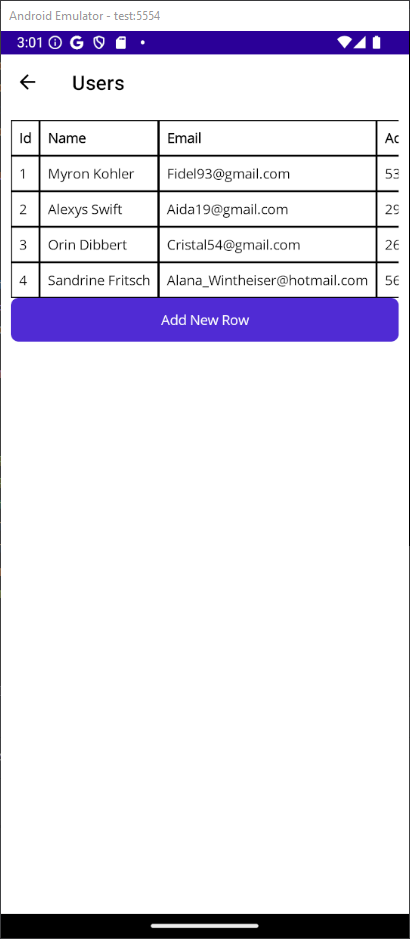 Android Emulator - test:5554
3:01
Users
Id Name Email Ac
1 Myron Kohler Fidel93@gmail.com 53
2 Alexys Swift Aida19@gmail.com 29
3 Orin Dibbert Cristal54@gmail.com 26
4 Sandrine Fritsch Alana_Wintheiser@hotmail.com 56
Add New Row